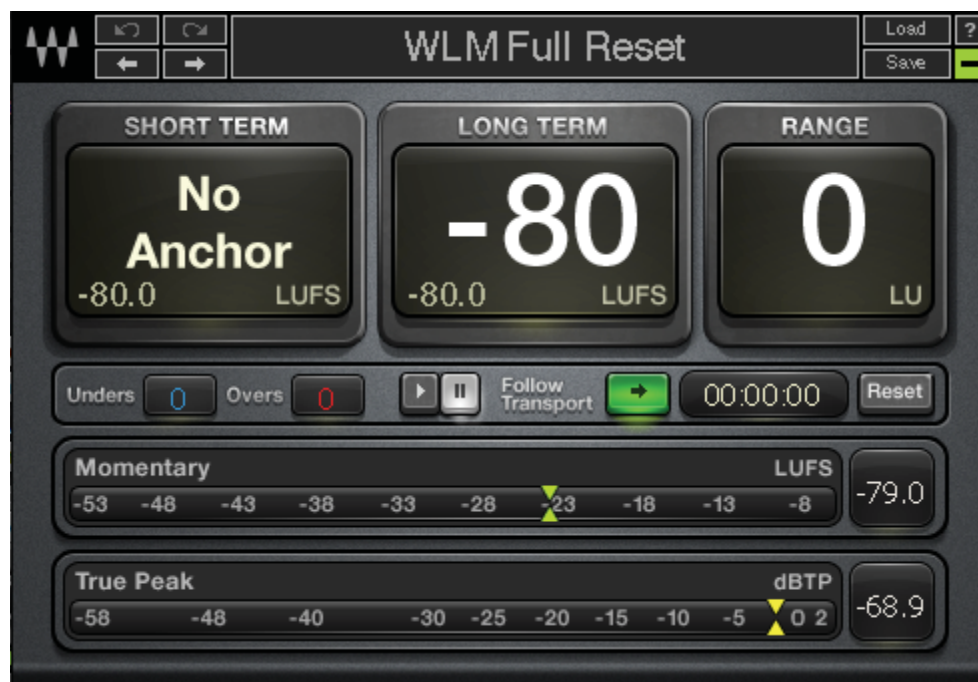 WLM Full Reset
Load
?
Save
SHORT TERM
No
Anchor
-80.0 LUFS
LONG TERM
-80
-80.0 LUFS
RANGE
0
LU
Unders 0 Overs 0
Follow
Transport
00:00:00
Reset
Momentary LUFS
-53 -48 -43 -38 -33 -28 -23 -18 -13 -8
-79.0
True Peak dBTP
-58 -48 -40 -30 -25 -20 -15 -10 -5 0 2
-68.9